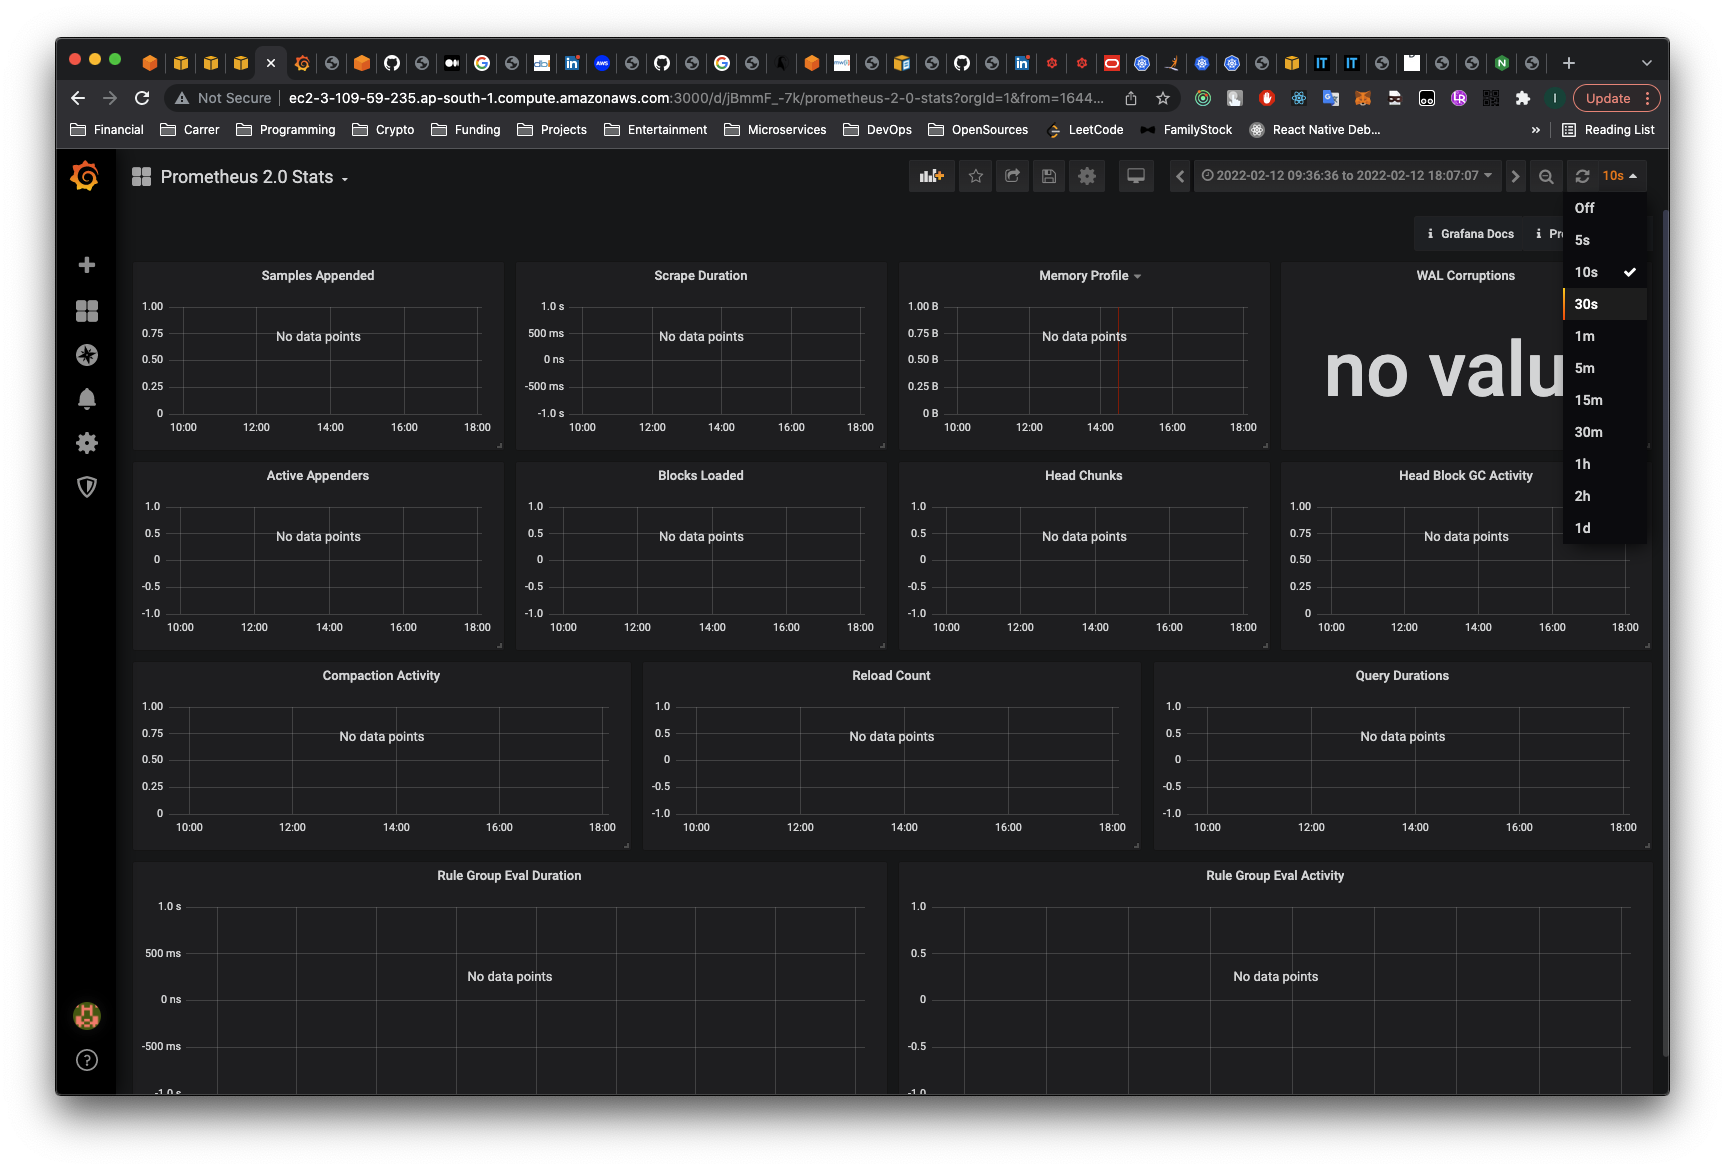 Not Secure
ec2-3-109-59-235.ap-south-1.compute.amazonaws.com:3000/d/jBmmF_-7k/prometheus-2-0-stats?orgId=1&from=1644...
Update
Financial Carrer Programming Crypto Funding Projects Entertainment Microservices DevOps OpenSources LeetCode FamilyStock React Native Deb... » Reading List
Prometheus 2.0 Stats
2022-02-12 09:36:36 to 2022-02-12 18:07:07
10s
Off
5s
10s
30s
1m
5m
15m
30m
1h
2h
1d
Grafana Docs
Samples Appended
1.00
0.75
0.50
0.25
0
No data points
10:00 12:00 14:00 16:00 18:00
Scrape Duration
1.0 s
500 ms
0 ns
-500 ms
-1.0 s
No data points
10:00 12:00 14:00 16:00 18:00
Memory Profile
1.00 B
0.75 B
0.50 B
0.25 B
0 B
No data points
10:00 12:00 14:00 16:00 18:00
WAL Corruptions
no valu
Active Appenders
1.0
0.5
0
-0.5
-1.0
No data points
10:00 12:00 14:00 16:00 18:00
Blocks Loaded
1.0
0.5
0
-0.5
-1.0
No data points
10:00 12:00 14:00 16:00 18:00
Head Chunks
1.0
0.5
0
-0.5
-1.0
No data points
10:00 12:00 14:00 16:00 18:00
Head Block GC Activity
1.00
0.75
0.50
0.25
0
No data points
10:00 12:00 14:00 16:00 18:00
Compaction Activity
1.00
0.75
0.50
0.25
0
No data points
10:00 12:00 14:00 16:00 18:00
Reload Count
1.0
0.5
0
-0.5
-1.0
No data points
10:00 12:00 14:00 16:00 18:00
Query Durations
1.0
0.5
0
-0.5
-1.0
No data points
10:00 12:00 14:00 16:00 18:00
Rule Group Eval Duration
1.0 s
500 ms
0 ns
-500 ms
-1.0 s
No data points
Rule Group Eval Activity
1.0
0.5
0
-0.5
-1.0
No data points